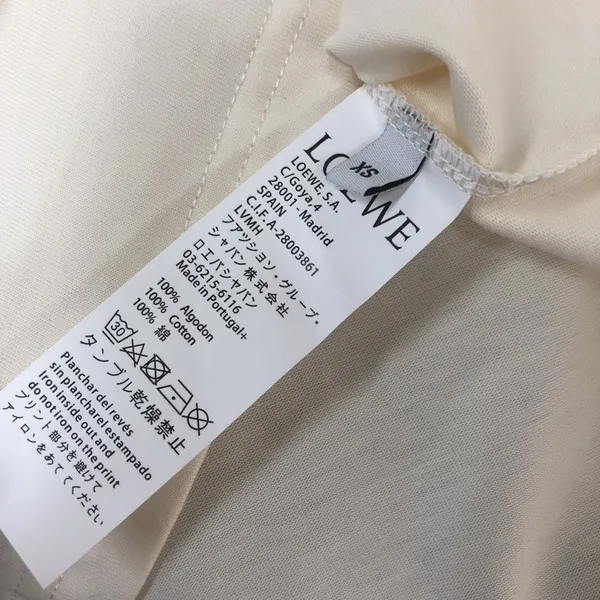 LOEWE
XS
LOEWE, S.A.
C/Goya, 4
28001 - Madrid
SPAIN
C.I.F. A-28003861
LVMH
ファッション・グループ・
ジャパン株式会社
ロエベジャパン
03-6215-6116
Made in Portugal+
100% Algodon
100% Cotton
100% 綿
30
タンブル乾燥禁止
Planchar del revés
sin planchar el estampado
Iron inside out and
do not iron on the print
プリント部分を避けて
アイロンをあててください